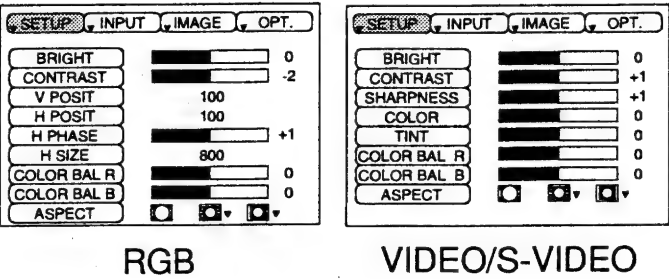 SETUP INPUT IMAGE OPT.
BRIGHT 0
CONTRAST -2
V POSIT 100
H POSIT 100
H PHASE +1
H SIZE 800
COLOR BAL R 0
COLOR BAL B 0
ASPECT
RGB
SETUP INPUT IMAGE OPT.
BRIGHT 0
CONTRAST +1
SHARPNESS +1
COLOR 0
TINT 0
COLOR BAL R 0
COLOR BAL B 0
ASPECT
VIDEO/S-VIDEO